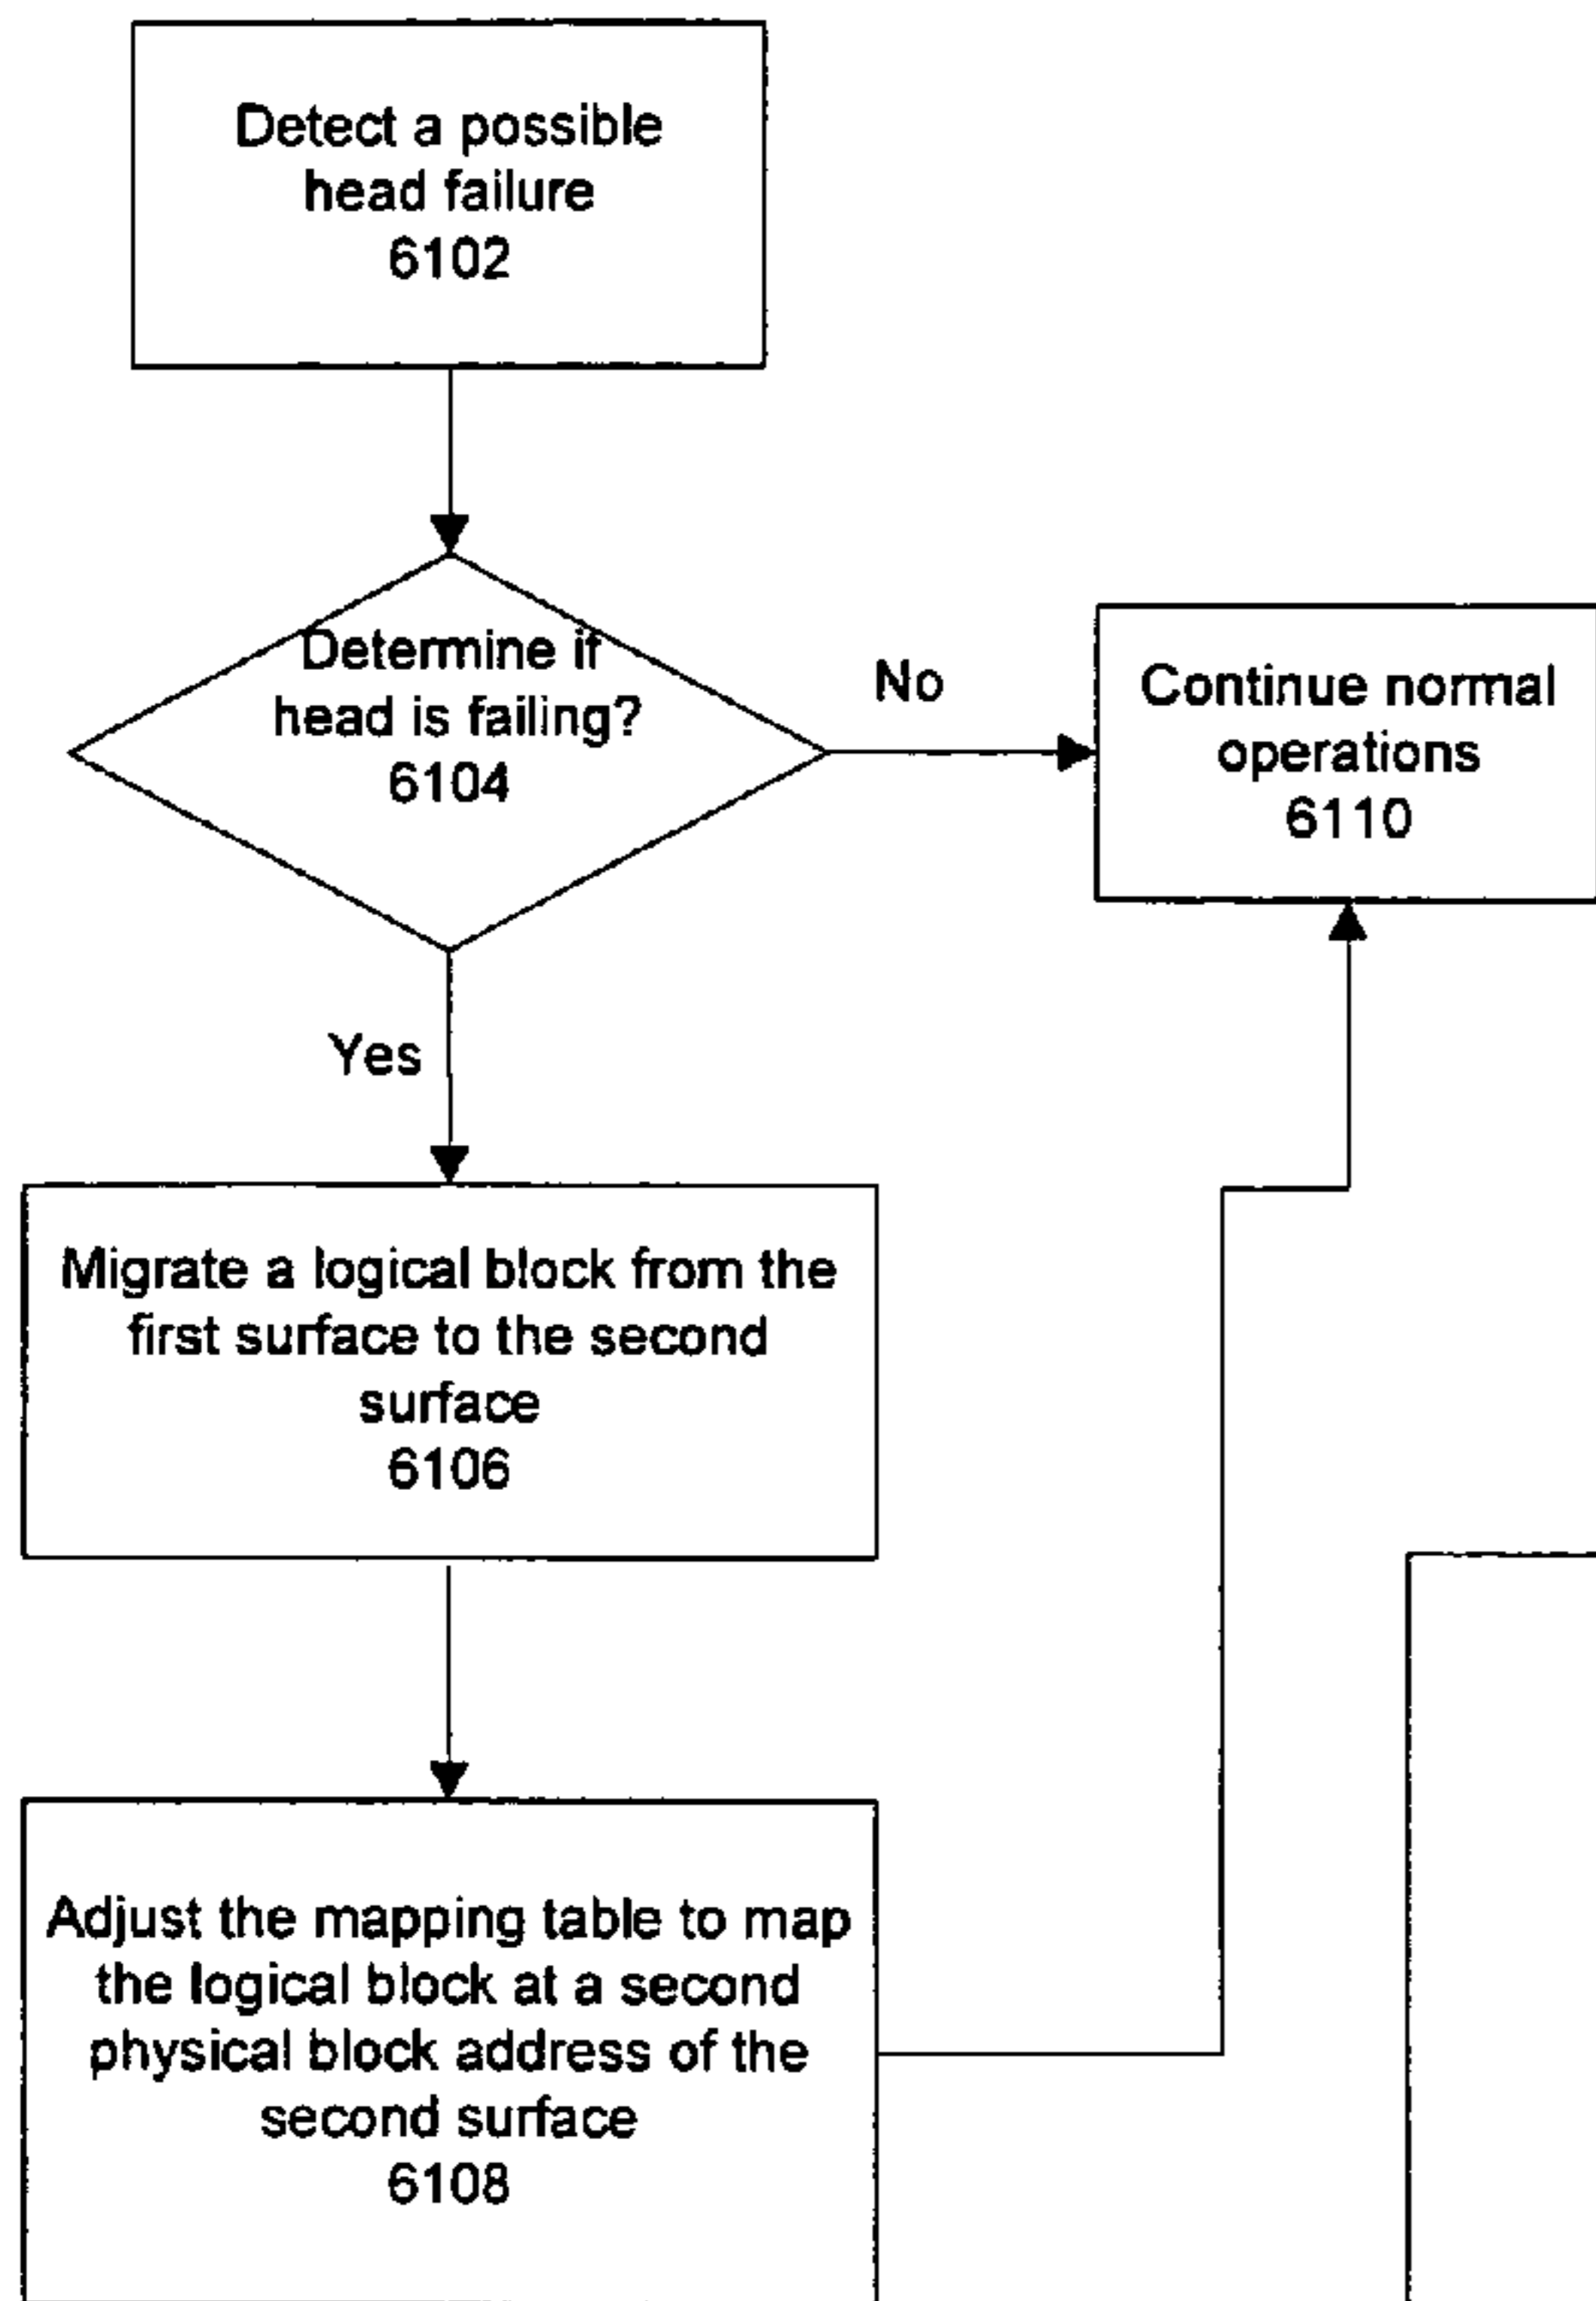 Detect a possible
head failure
6102
Determine if
head is failing?
6104
No
Continue normal
operations
6110
Yes
Migrate a logical block from the
first surface to the second
surface
6106
Adjust the mapping table to map
the logical block at a second
physical block address of the
second surface
6108